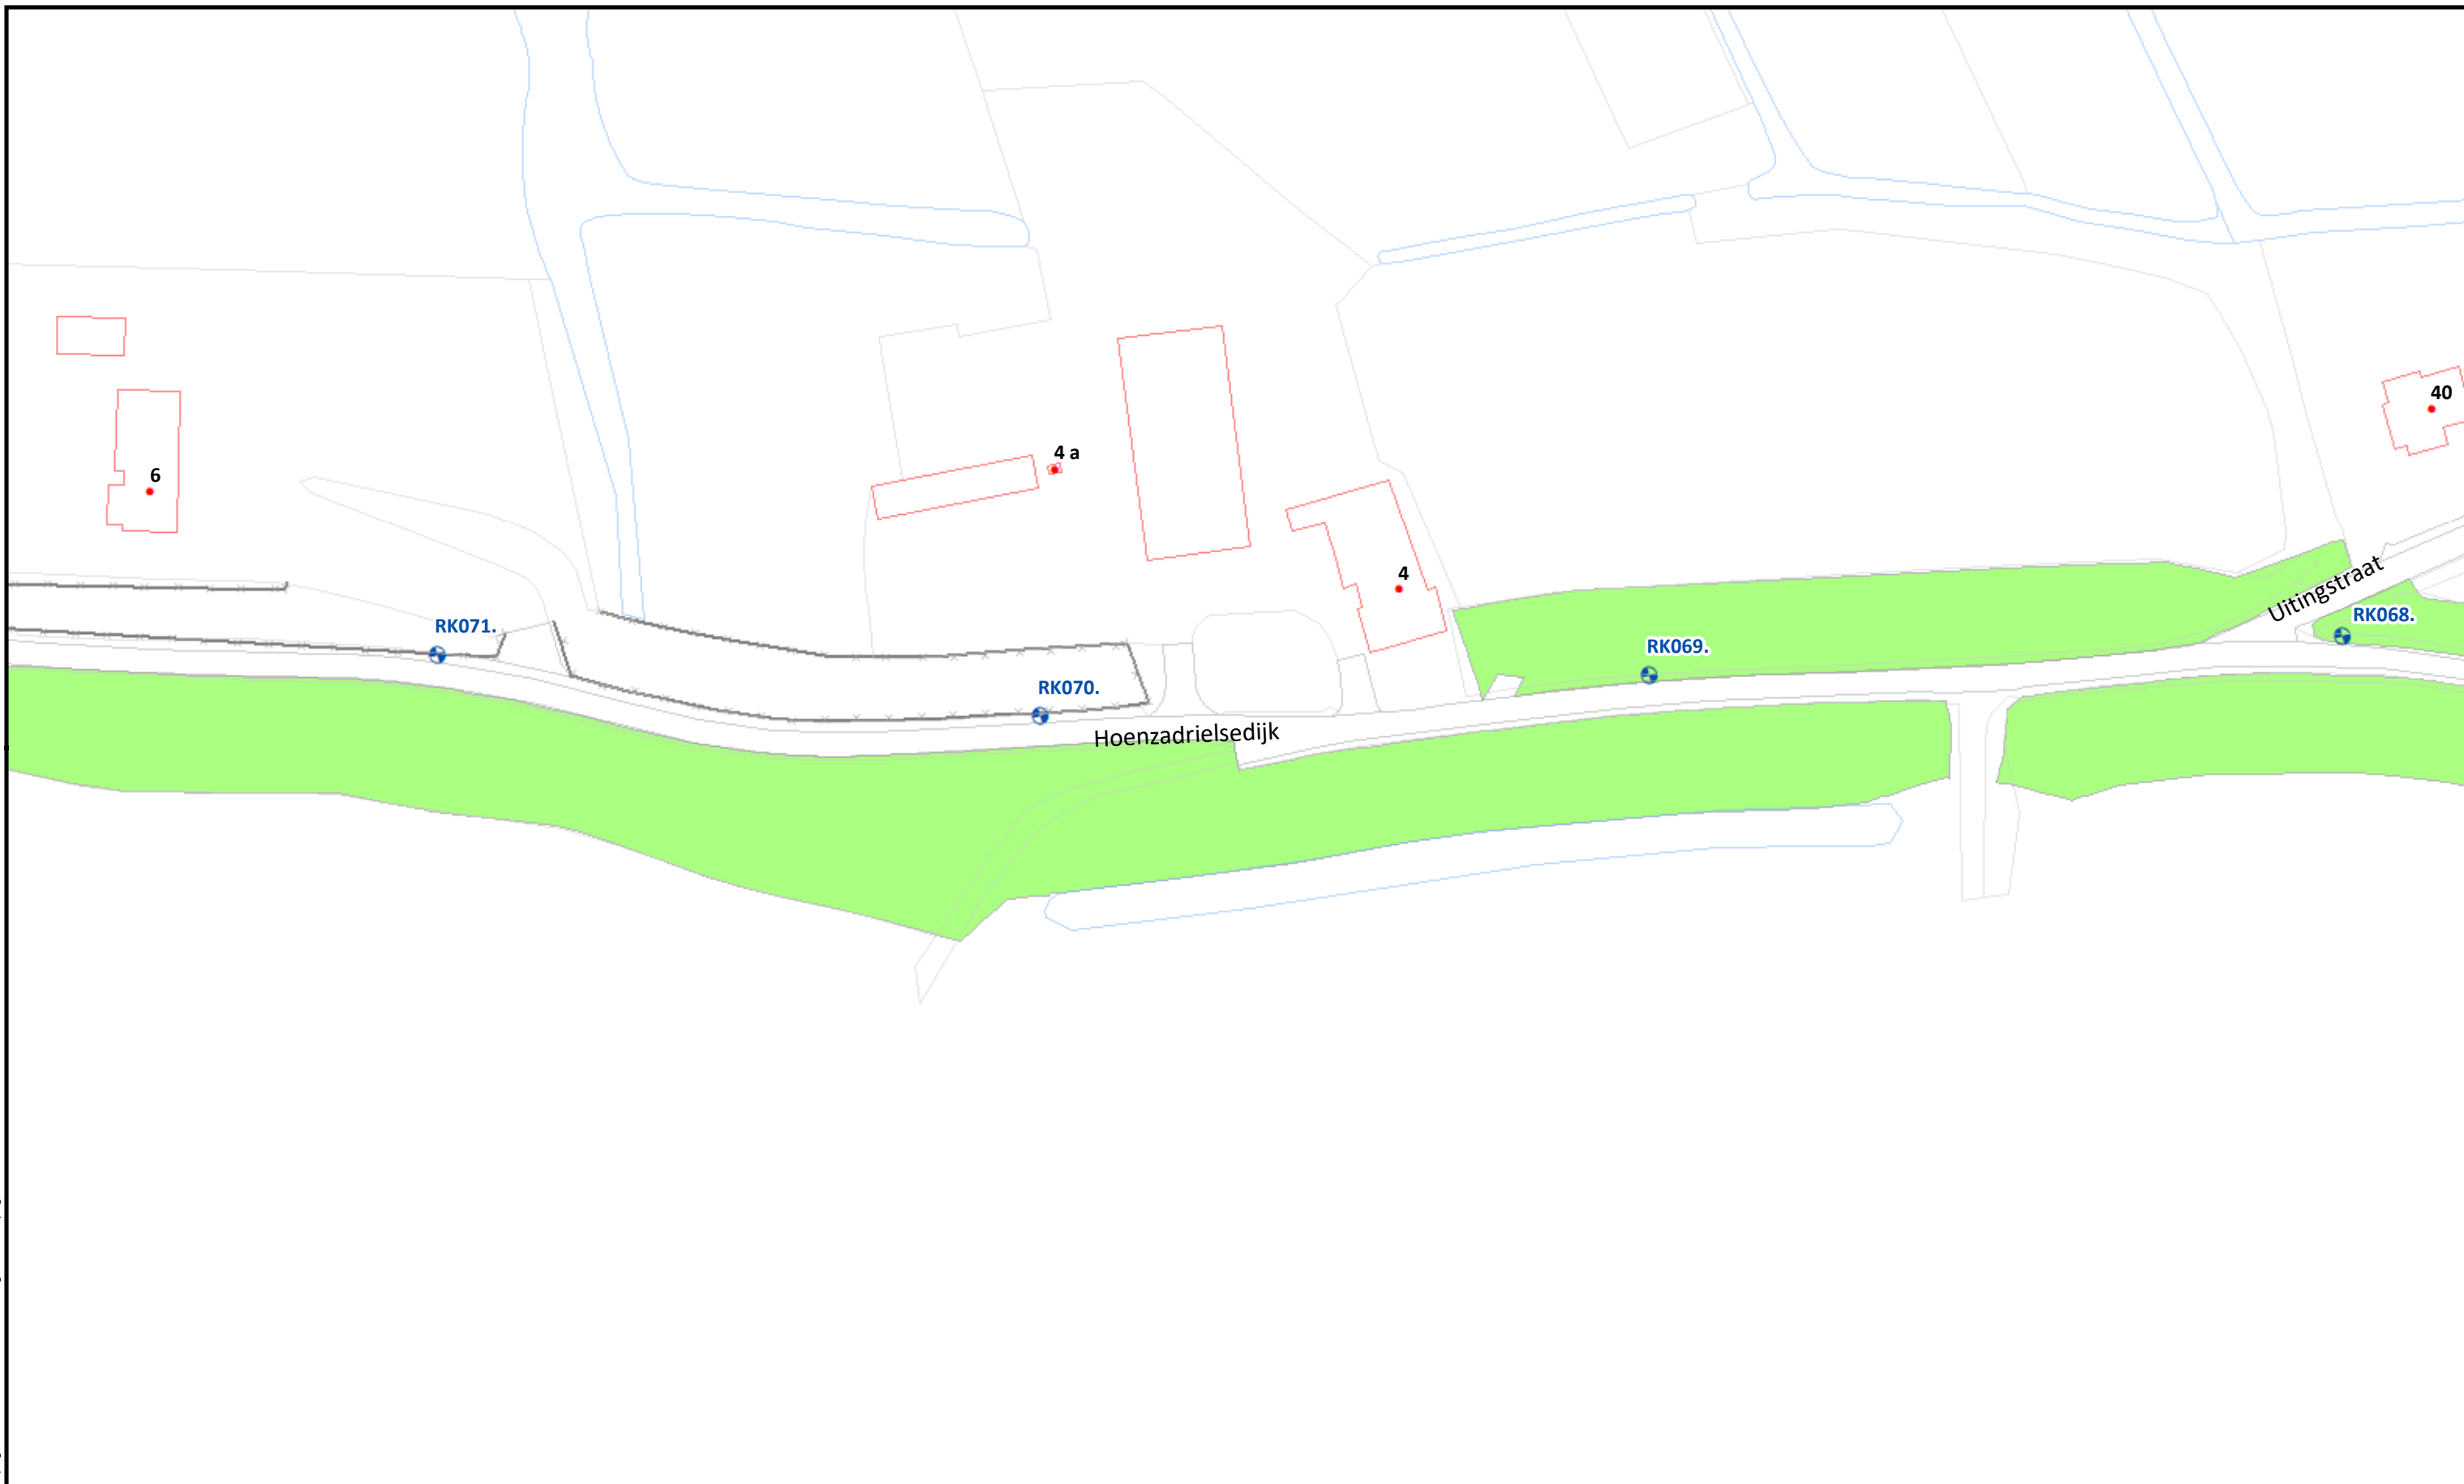 40
4 a
6
4
Uitingstraat
RK068.
RK071.
RK069.
RK070.
Hoenzadrielsedijk